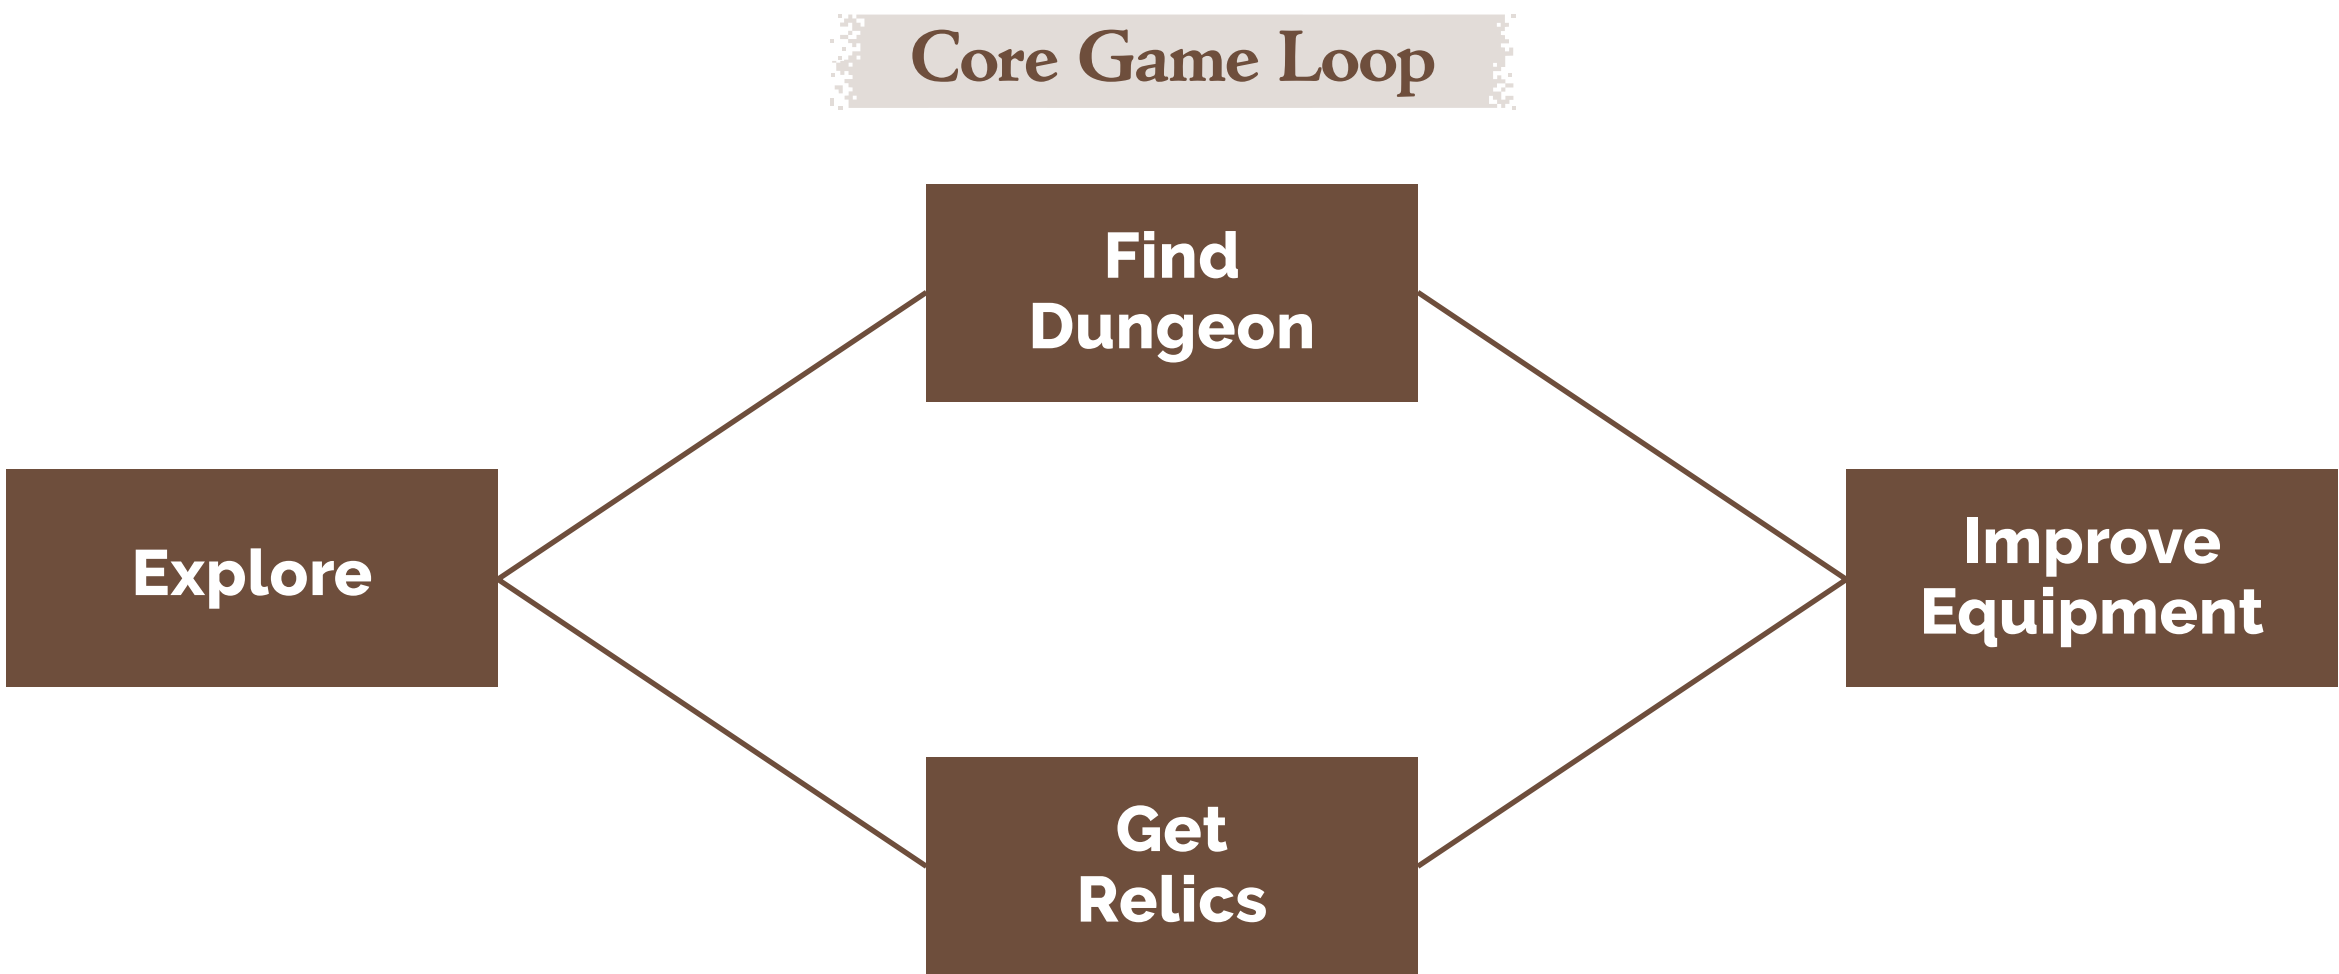 Core Game Loop
Find
Dungeon
Explore
Improve
Equipment
Get
Relics